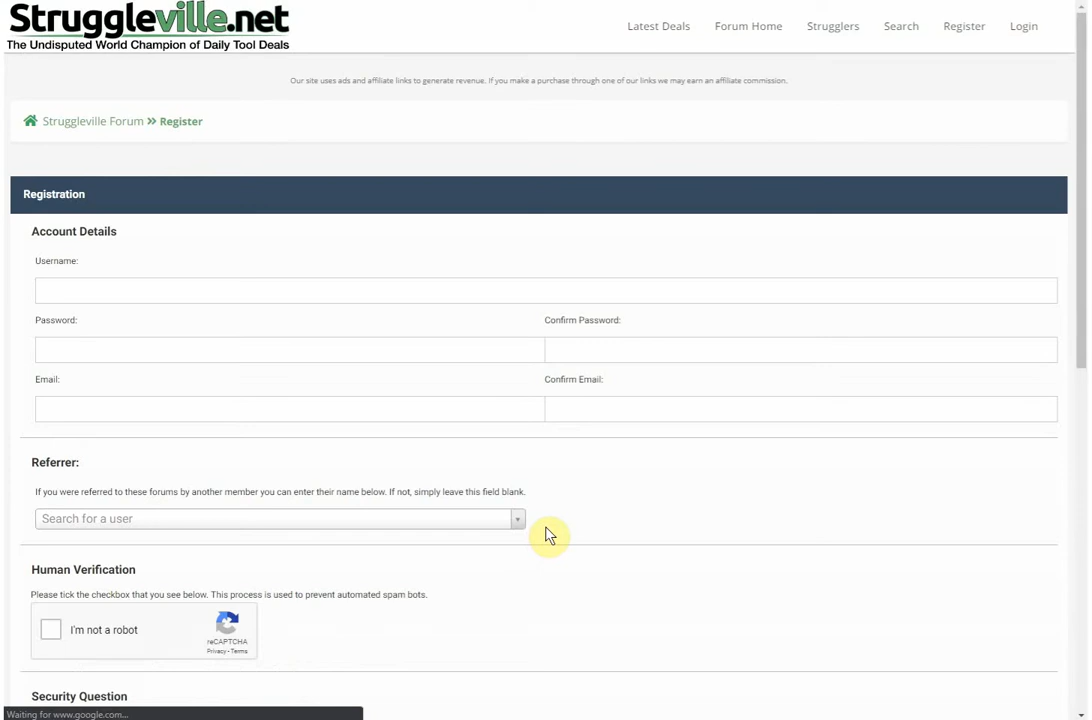 Struggleville.net
The Undisputed World Champion of Daily Tool Deals
Latest Deals Forum Home Strugglers Search Register Login
Our site uses ads and affiliate links to generate revenue. If you make a purchase through one of our links we may earn an affiliate commission.
Struggleville Forum » Register
Registration
Account Details
Username:
Password: Confirm Password:
Email: Confirm Email:
Referrer:
If you were referred to these forums by another member you can enter their name below. If not, simply leave this field blank.
Search for a user
Human Verification
Please tick the checkbox that you see below. This process is used to prevent automated spam bots.
I'm not a robot
reCAPTCHA
Privacy - Terms
Security Question
Waiting for www.google.com...